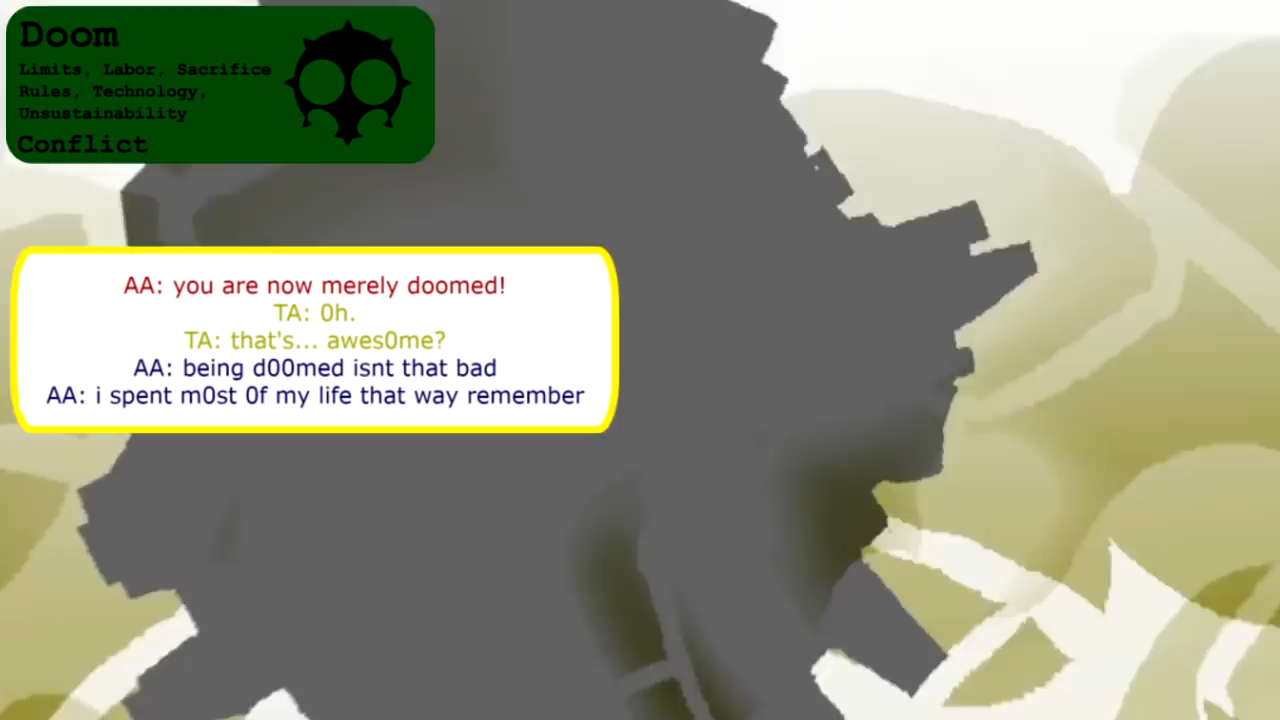 Doom
Limits, Labor, Sacrifice
Rules, Technology,
Unsustainability
Conflict
AA: you are now merely doomed!
TA: 0h.
TA: that's... awes0me?
AA: being d00med isnt that bad
AA: i spent m0st 0f my life that way remember